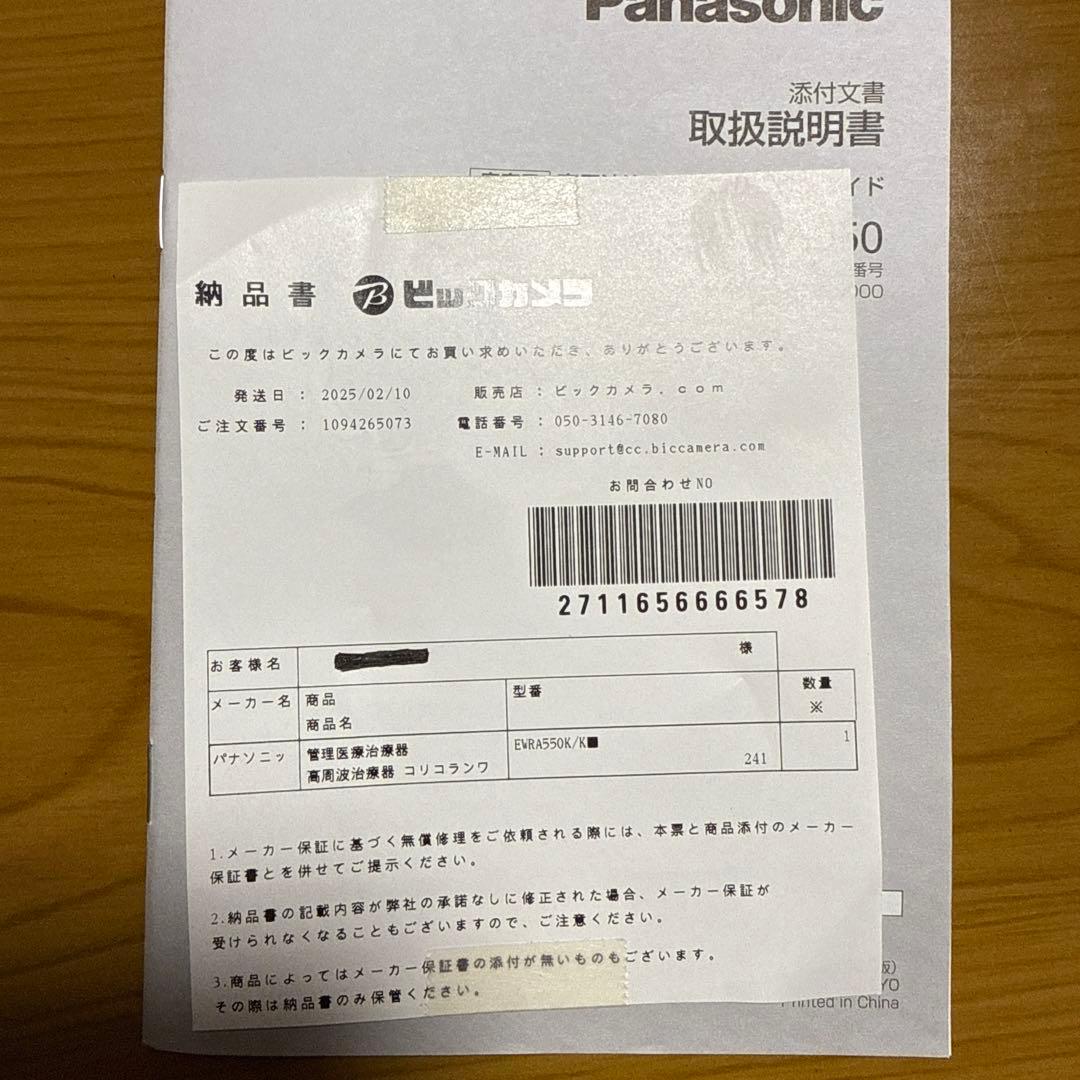 Panasonic
添付文書
取扱説明書
イド
50
番号
000
納品書 ビックカメラ
この度はビックカメラにてお買い求めいただき、ありがとうございます。
発送日 : 2025/02/10 販売店 : ビックカメラ.com
ご注文番号 : 1094265073 電話番号 : 050-3146-7080
E-MAIL : support@cc.biccamera.com
お問合わせNO
2711656666578
お客様名 様
メーカー名 商品 型番 数量
商品名 ※
パナソニッ 管理医療治療器 EWRA550K/K■ 1
高周波治療器 コリコランワ 241
1.メーカー保証に基づく無償修理をご依頼される際には、本票と商品添付のメーカー
保証書とを併せてご提示ください。
2.納品書の記載内容が弊社の承諾なしに修正された場合、メーカー保証が
受けられなくなることもございますので、ご注意ください。
3.商品によってはメーカー保証書の添付が無いものもございます。
その際は納品書のみ保管ください。
版)
YO
Printed in China